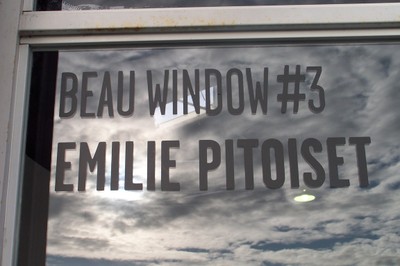 BEAU WINDOW #3
EMILIE PITOISET